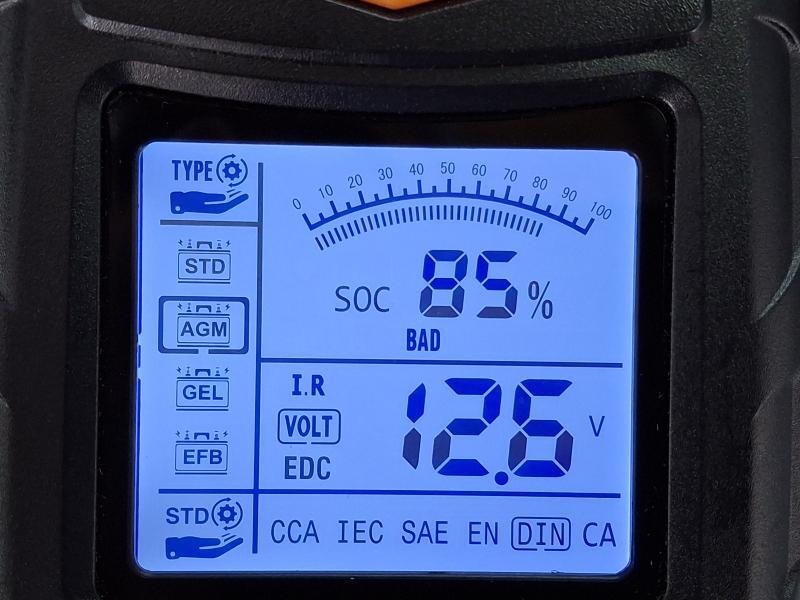 TYPE
0 10 20 30 40 50 60 70 80 90 100
STD
SOC 85%
AGM
BAD
GEL
I.R
VOLT 12.6 V
EFB
EDC
STD
CCA IEC SAE EN DIN CA